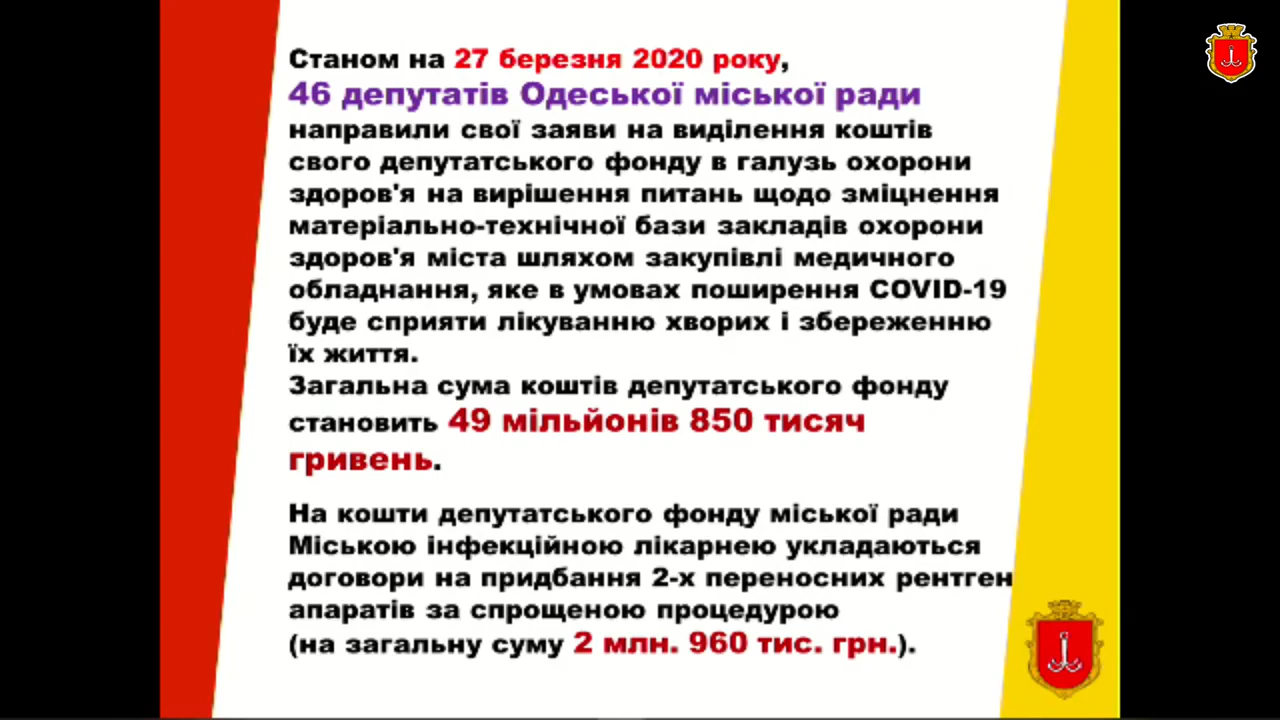 Станом на 27 березня 2020 року,
46 депутатів Одеської міської ради
направили свої заяви на виділення коштів
свого депутатського фонду в галузь охорони
здоров'я на вирішення питань щодо зміцнення
матеріально-технічної бази закладів охорони
здоров'я міста шляхом закупівлі медичного
обладнання, яке в умовах поширення COVID-19
буде сприяти лікуванню хворих і збереженню
їх життя.
Загальна сума коштів депутатського фонду
становить 49 мільйонів 850 тисяч
гривень.
На кошти депутатського фонду міської ради
Міською інфекційною лікарнею укладаються
договори на придбання 2-х переносних рентген
апаратів за спрощеною процедурою
(на загальну суму 2 млн. 960 тис. грн.).